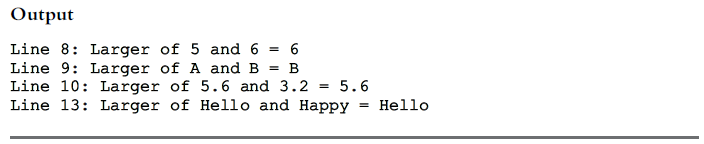 Output
Line 8: Larger of 5 and 6 = 6
Line 9: Larger of A and B = B
Line 10: Larger of 5.6 and 3.2 = 5.6
Line 13: Larger of Hello and Happy = Hello